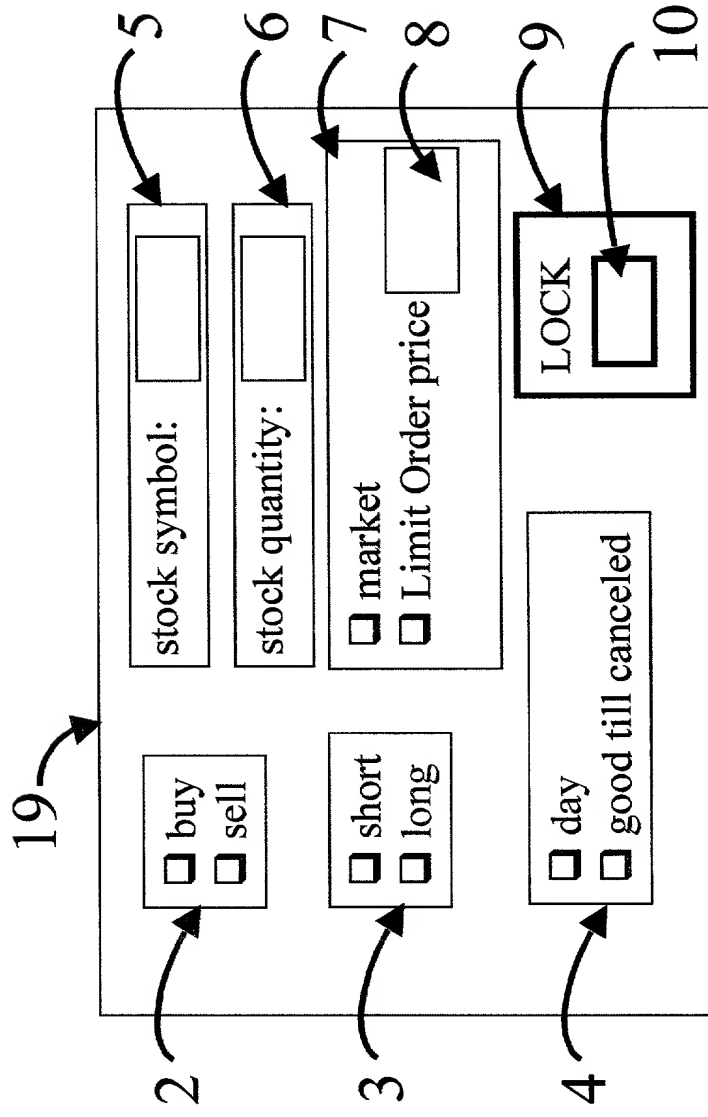 19
2
buy
sell
3
short
long
4
day
good till canceled
stock symbol:
5
stock quantity:
6
market
Limit Order price
7
8
LOCK
9
10